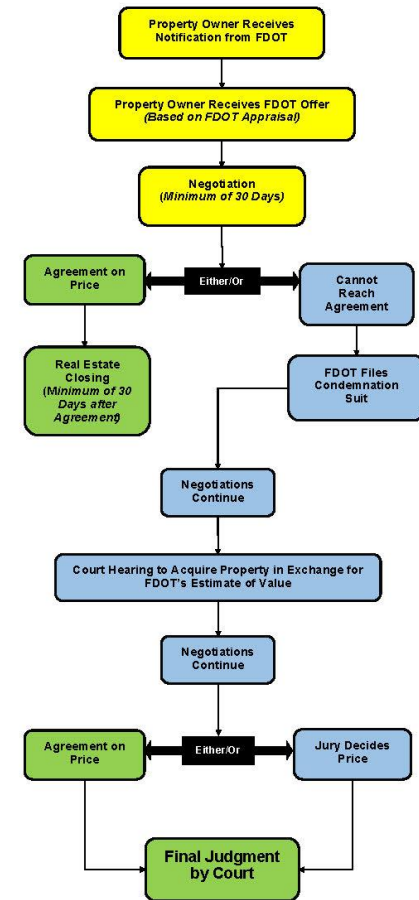 Property Owner Receives
Notification from FDOT
Property Owner Receives FDOT Offer
(Based on FDOT Appraisal)
Negotiation
(Minimum of 30 Days)
Either/Or
Agreement on
Price
Cannot
Reach
Agreement
Real Estate
Closing
(Minimum of 30
Days after
Agreement)
FDOT Files
Condemnation
Suit
Negotiations
Continue
Court Hearing to Acquire Property in Exchange for
FDOT's Estimate of Value
Negotiations
Continue
Agreement on
Price
Either/Or
Jury Decides
Price
Final Judgment
by Court